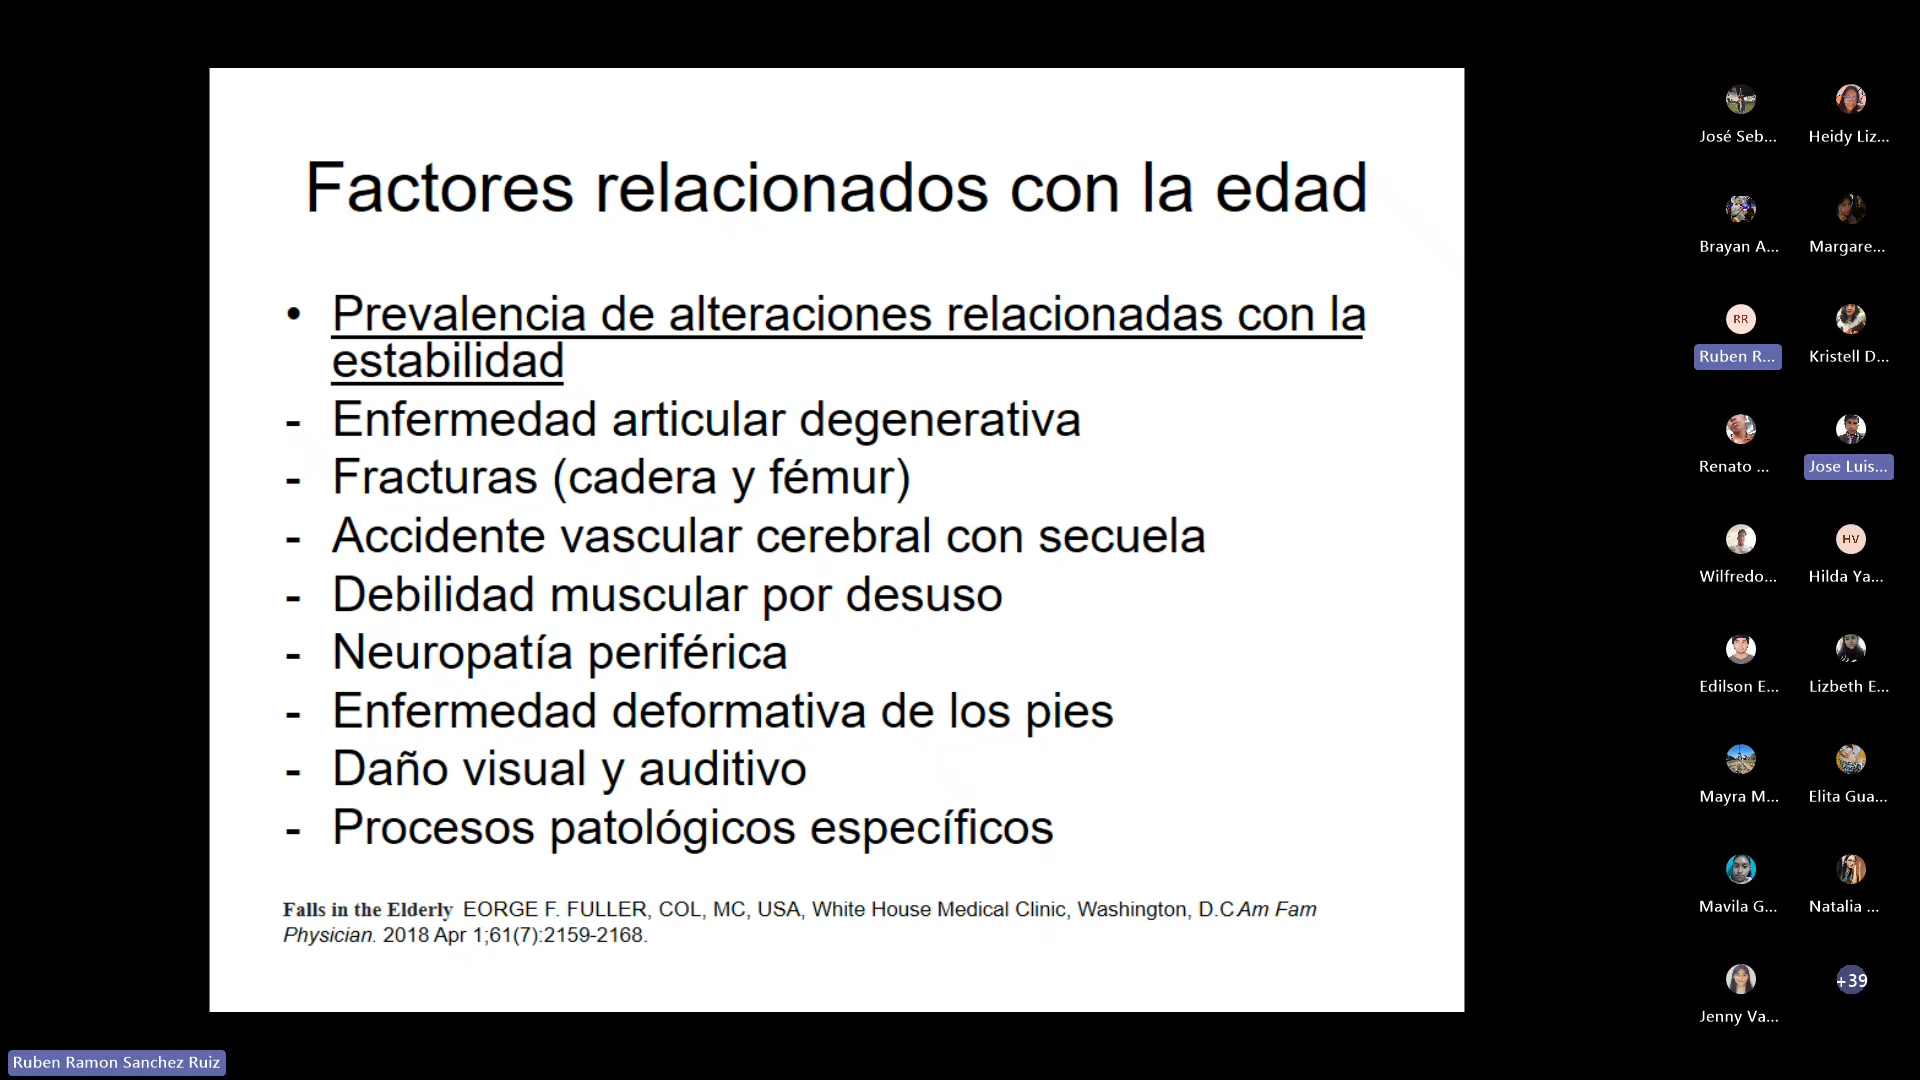 Factores relacionados con la edad
• Prevalencia de alteraciones relacionadas con la
estabilidad
- Enfermedad articular degenerativa
- Fracturas (cadera y fémur)
- Accidente vascular cerebral con secuela
- Debilidad muscular por desuso
- Neuropatía periférica
- Enfermedad deformativa de los pies
- Daño visual y auditivo
- Procesos patológicos específicos
Falls in the Elderly EORGE F. FULLER, COL, MC, USA, White House Medical Clinic, Washington, D.C Am Fam
Physician. 2018 Apr 1;61(7):2159-2168.
José Seb...
Heidy Liz...
Brayan A...
Margare...
RR
Ruben R...
Kristell D...
Renato ...
Jose Luis...
Wilfredo...
HV
Hilda Ya...
Edilson E...
Lizbeth E...
Mayra M...
Elita Gua...
Mavila G...
Natalia ...
Jenny Va...
+39
Ruben Ramon Sanchez Ruiz